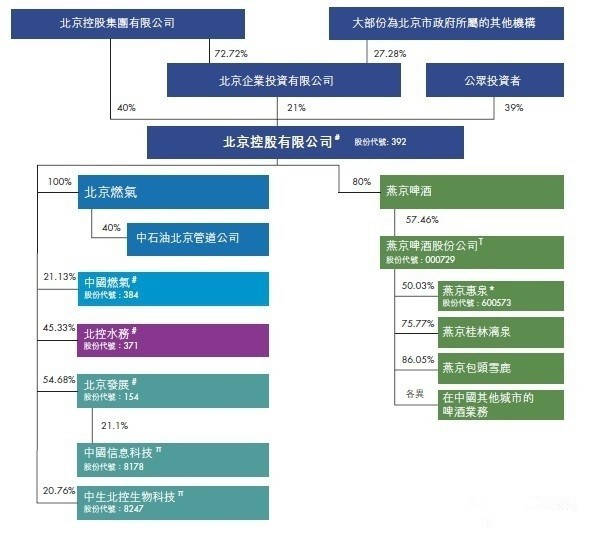 北京控股集團有限公司
大部份為北京市政府所屬的其他機構
72.72%
27.28%
北京企業投資有限公司
公眾投資者
40%
21%
39%
北京控股有限公司# 股份代號: 392
100%
北京燃氣
40%
中石油北京管道公司
21.13%
中國燃氣#
股份代號：384
45.33%
北控水務#
股份代號：371
54.68%
北京發展#
股份代號：154
21.1%
中國信息科技π
股份代號：8178
20.76%
中生北控生物科技π
股份代號：8247
80%
燕京啤酒
57.46%
燕京啤酒股份公司T
股份代號：000729
50.03%
燕京惠泉*
股份代號：600573
75.77%
燕京桂林漓泉
86.05%
燕京包頭雪鹿
各異
在中國其他城市的
啤酒業務